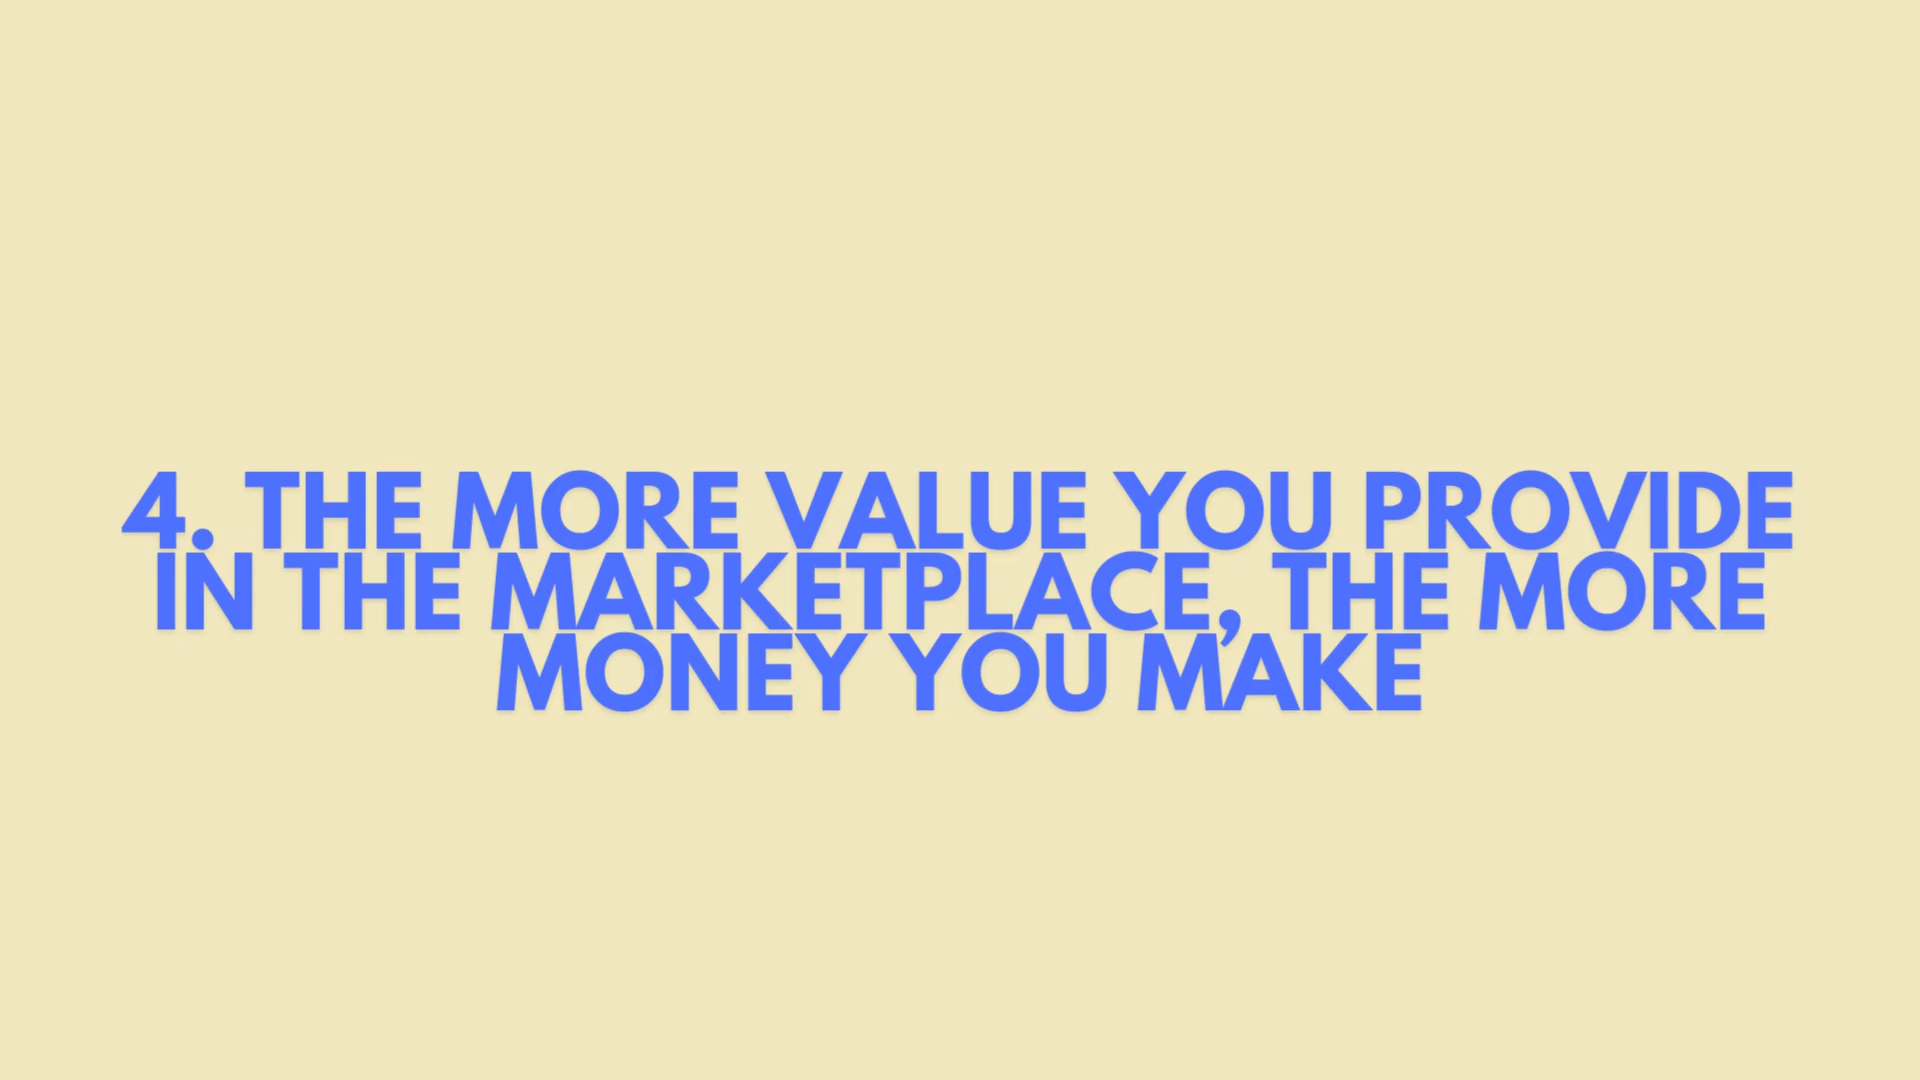 4. THE MORE VALUE YOU PROVIDE
IN THE MARKETPLACE, THE MORE
MONEY YOU MAKE